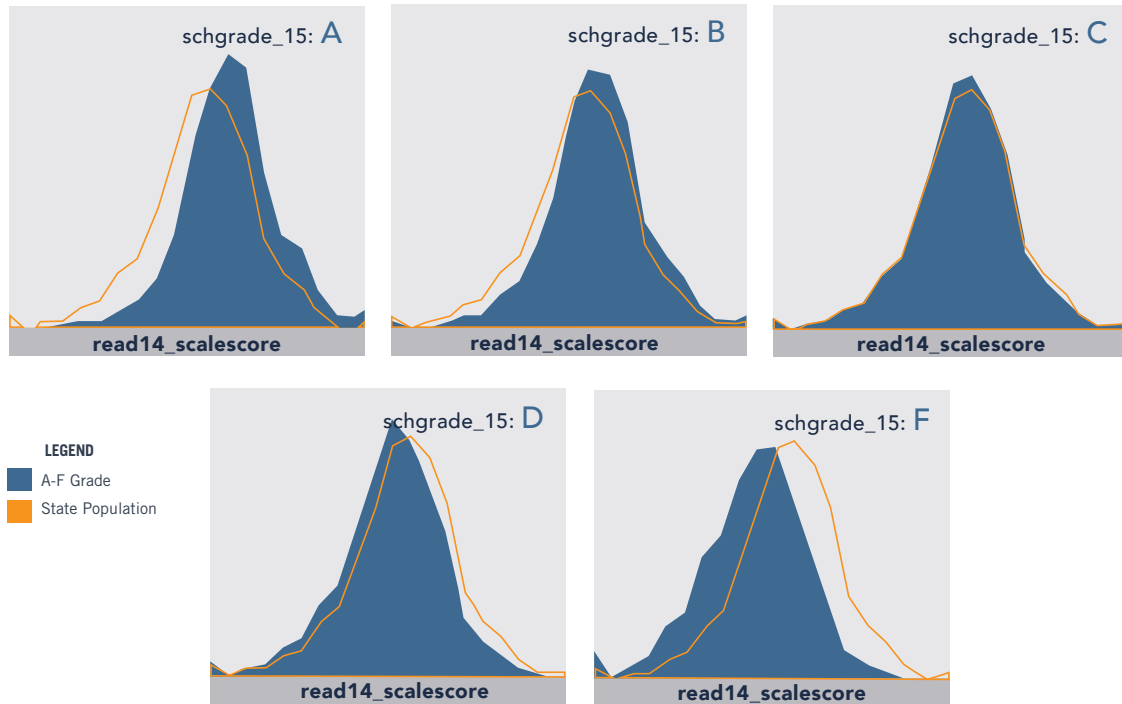 schgrade_15: A
read14_scalescore
schgrade_15: B
read14_scalescore
schgrade_15: C
read14_scalescore
LEGEND
A-F Grade
State Population
schgrade_15: D
read14_scalescore
schgrade_15: F
read14_scalescore